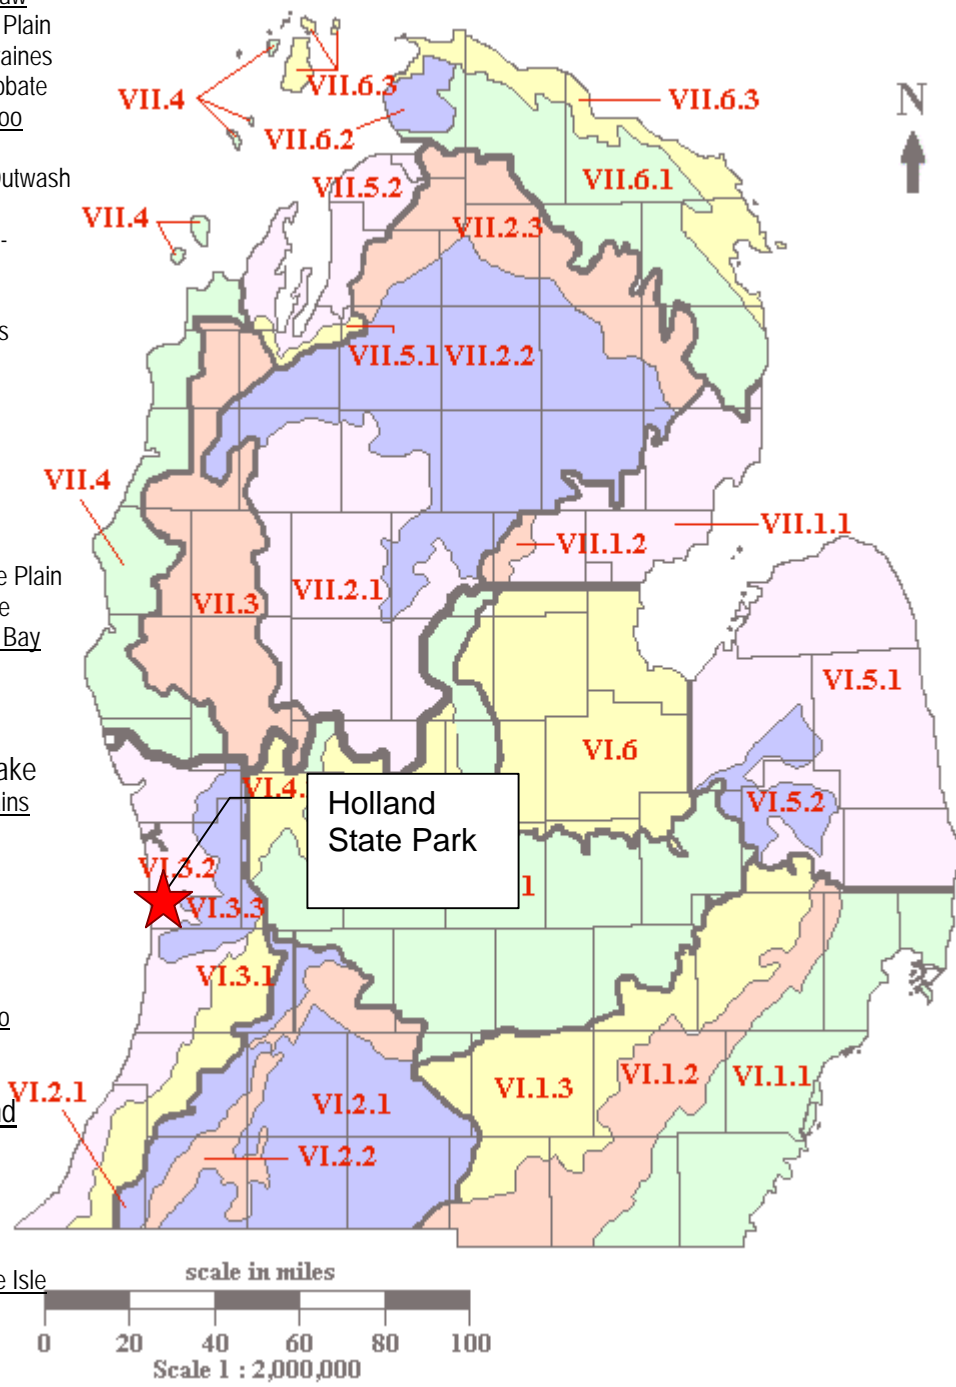 Plain
VII.6.3
VII.6.3
VII.4
N
VII.6.2
Outwash
VII.5.2
VII.6.1
VII.4
VII.2.3
-
s
VII.5.1
VII.2.2
VII.4
VII.1.1
VII.1.2
e Plain
VII.2.1
VII.3
Bay
VI.5.1
VI.6
ake
ins
VI.4.
VI.5.2
Holland
State Park
1
VI.3.2
VI.3.3
VI.3.1
o
VI.2.1
VI.2.1
VI.1.3
VI.1.2
VI.1.1
nd
VI.2.2
scale in miles
e Isle
0 20 40 60 80 100
Scale 1 : 2,000,000